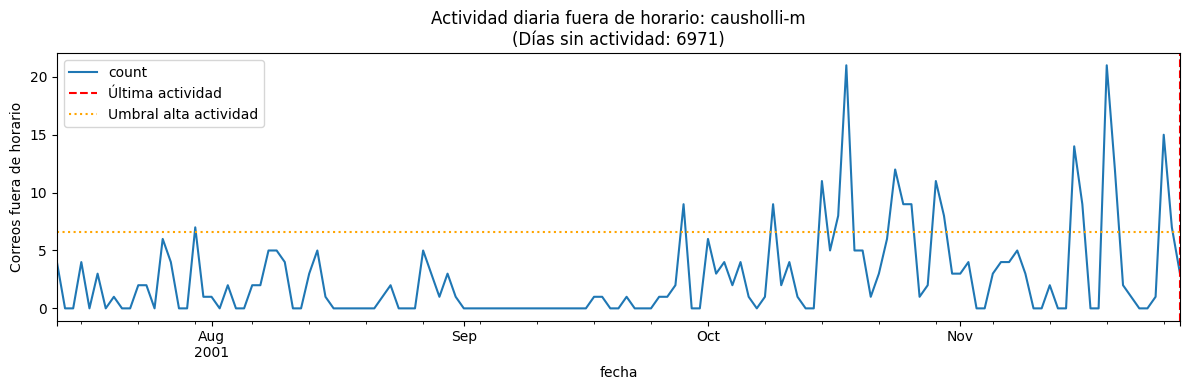 Actividad diaria fuera de horario: causholli-m
(Días sin actividad: 6971)
count
Última actividad
Umbral alta actividad
Correos fuera de horario
20
15
10
5
0
Aug
2001
Sep
Oct
Nov
fecha